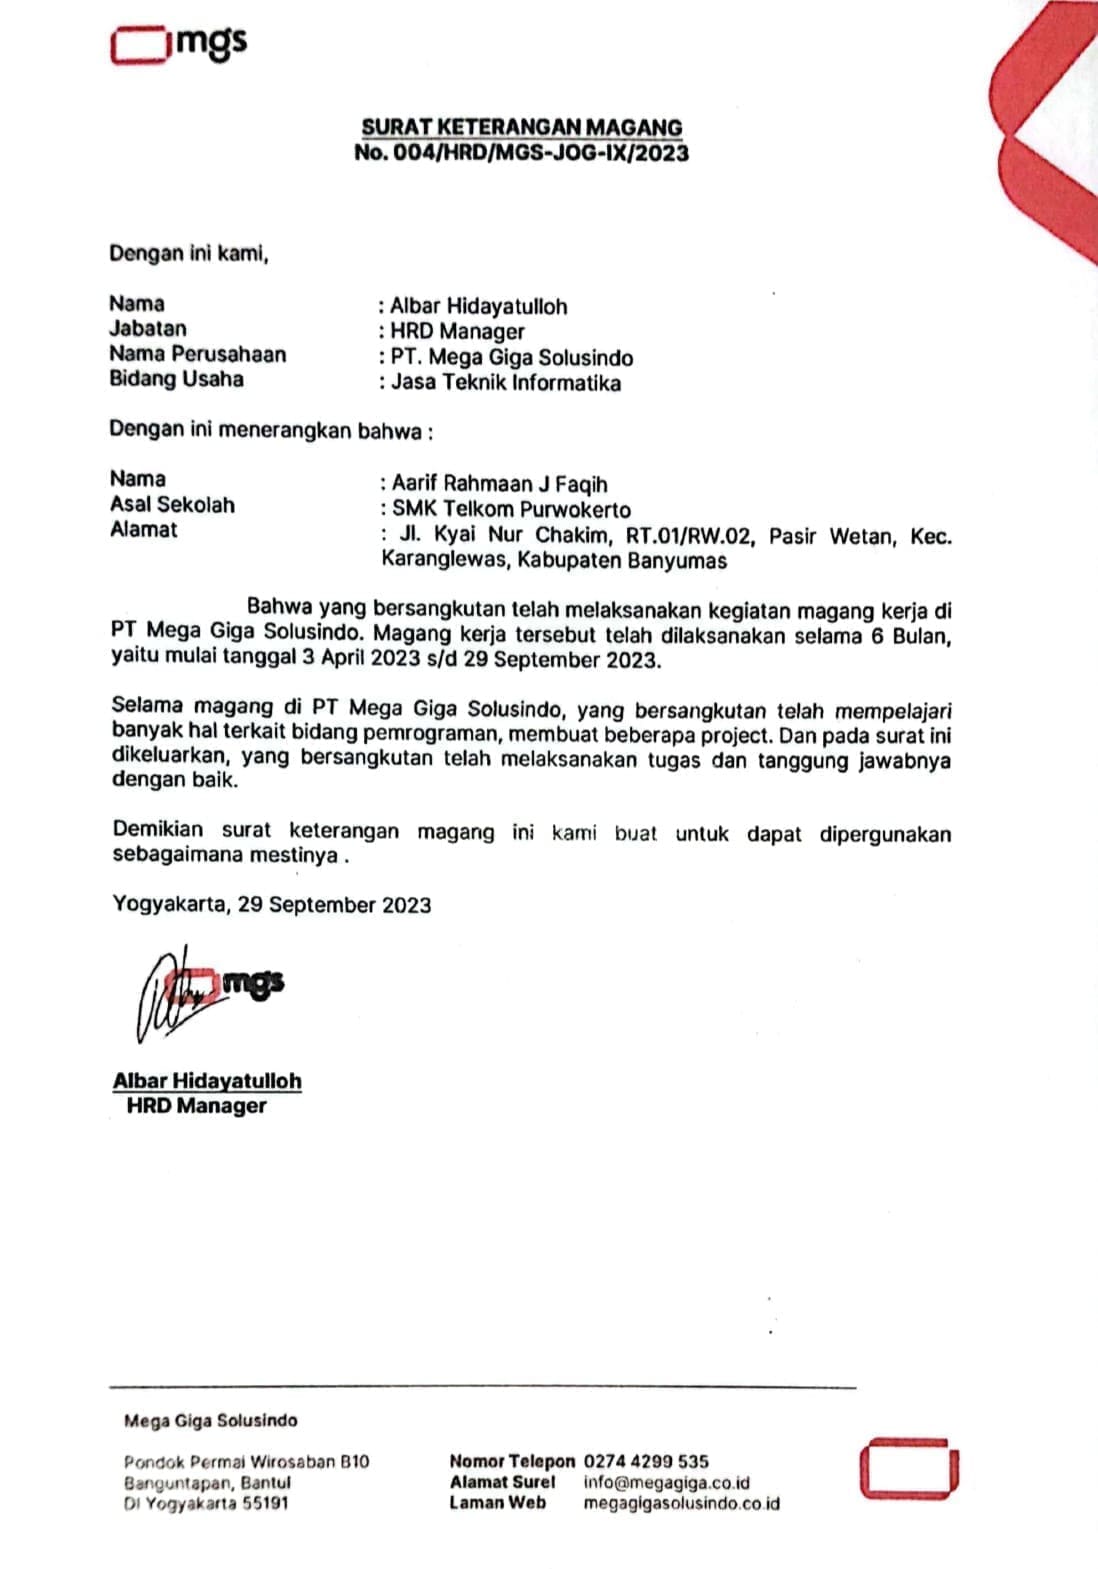 mgs
SURAT KETERANGAN MAGANG
No. 004/HRD/MGS-JOG-IX/2023
Dengan ini kami,
Nama : Albar Hidayatulloh
Jabatan : HRD Manager
Nama Perusahaan : PT. Mega Giga Solusindo
Bidang Usaha : Jasa Teknik Informatika
Dengan ini menerangkan bahwa :
Nama : Aarif Rahmaan J Faqih
Asal Sekolah : SMK Telkom Purwokerto
Alamat : Jl. Kyai Nur Chakim, RT.01/RW.02, Pasir Wetan, Kec.
Karanglewas, Kabupaten Banyumas
Bahwa yang bersangkutan telah melaksanakan kegiatan magang kerja di
PT Mega Giga Solusindo. Magang kerja tersebut telah dilaksanakan selama 6 Bulan,
yaitu mulai tanggal 3 April 2023 s/d 29 September 2023.
Selama magang di PT Mega Giga Solusindo, yang bersangkutan telah mempelajari
banyak hal terkait bidang pemrograman, membuat beberapa project. Dan pada surat ini
dikeluarkan, yang bersangkutan telah melaksanakan tugas dan tanggung jawabnya
dengan baik.
Demikian surat keterangan magang ini kami buat untuk dapat dipergunakan
sebagaimana mestinya .
Yogyakarta, 29 September 2023
mgs
Albar Hidayatulloh
HRD Manager
Mega Giga Solusindo
Pondok Permai Wirosaban B10
Banguntapan, Bantul
DI Yogyakarta 55191
Nomor Telepon 0274 4299 535
Alamat Surel info@megagiga.co.id
Laman Web megagigasolusindo.co.id